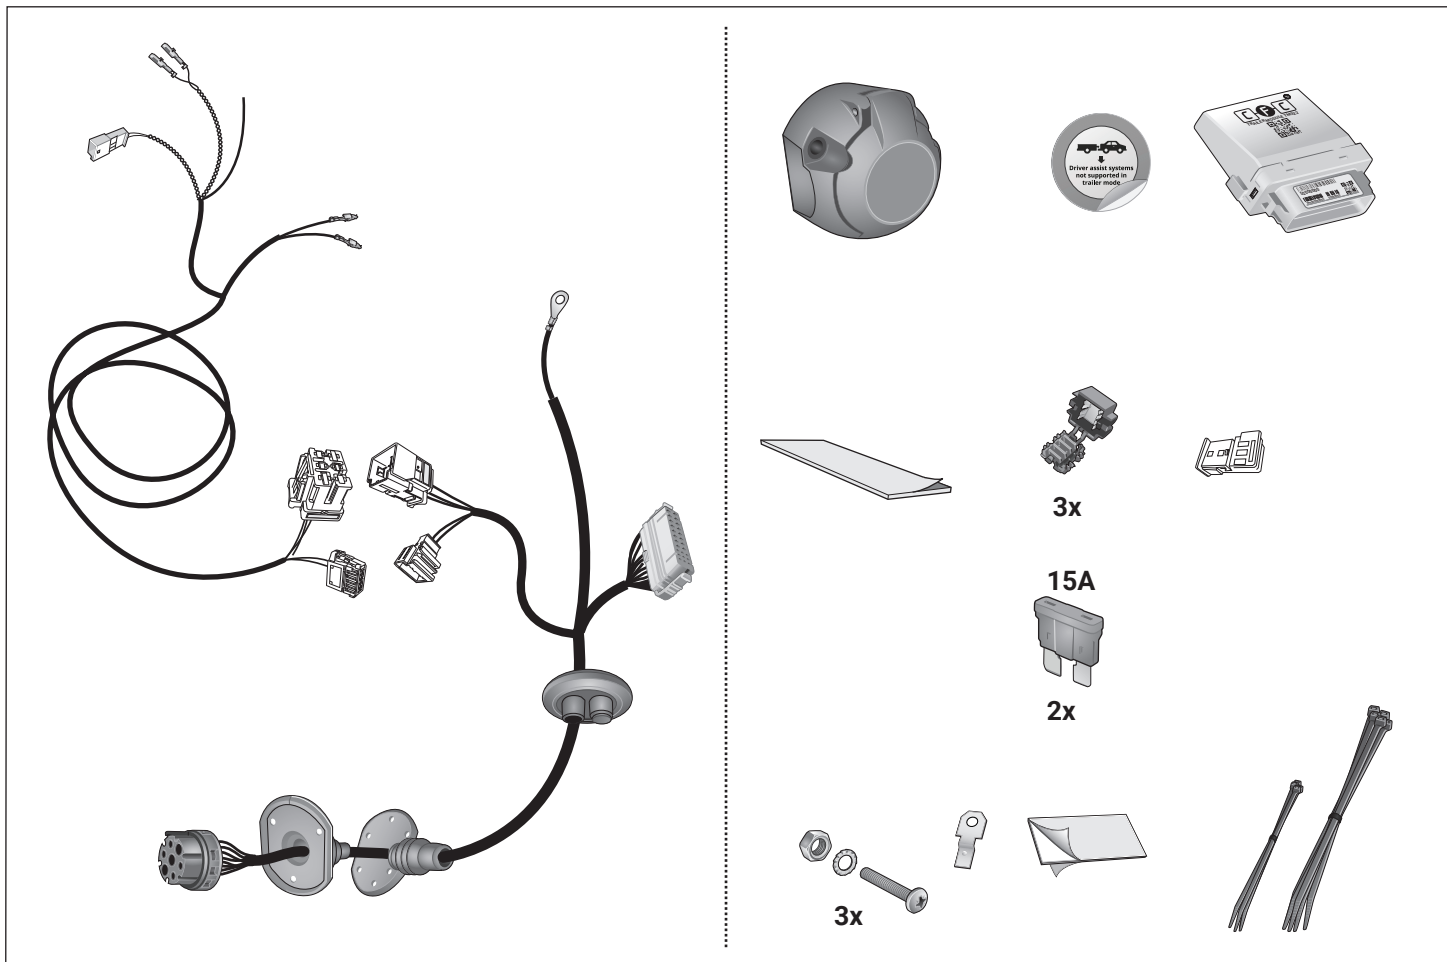 C F C
Driver assist systems
not supported in
trailer mode
3x
15A
2x
3x